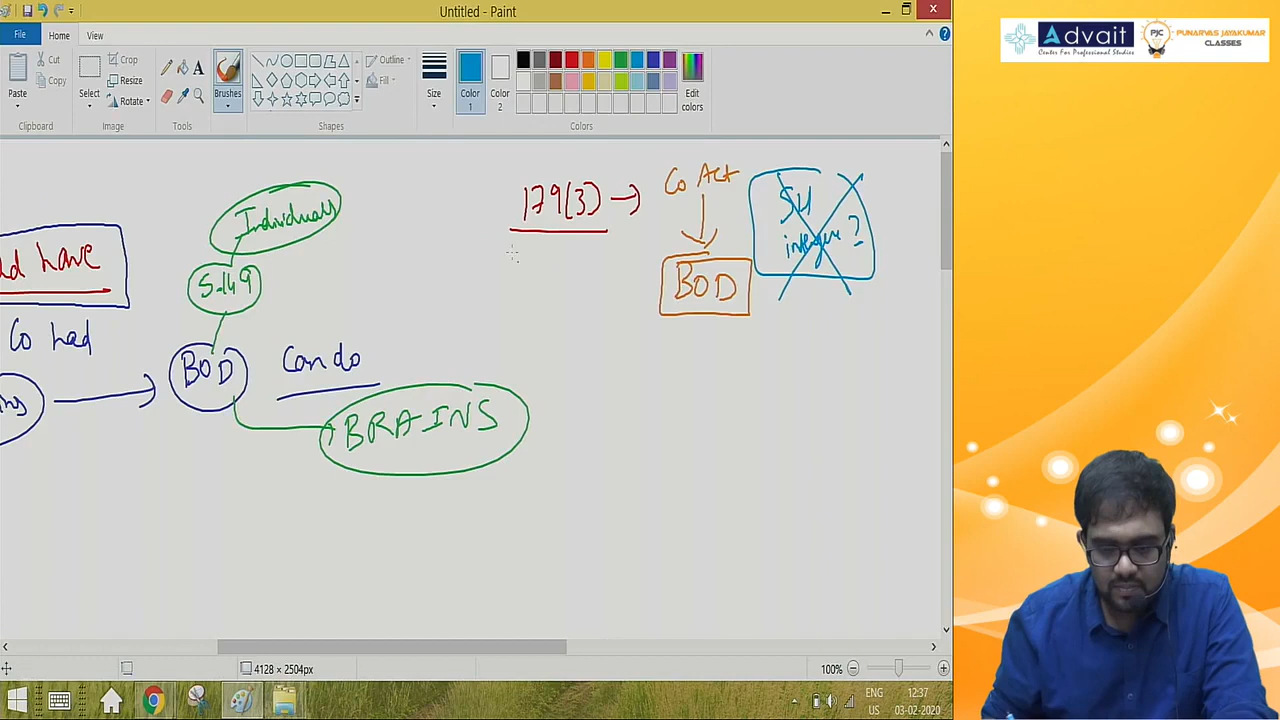 Untitled - Paint
File
Home
View
Cut
Copy
Paste
Clipboard
Select
Crop
Resize
Rotate
Image
Tools
Brushes
Outline
Fill
Shapes
Size
Color
1
Color
2
Edit
colors
Colors
Advait
Center For Professional Studies
PJC
PUNARVAS JAYAKUMAR
CLASSES
Individuals
S.149
BOD
have
Co had
Can do
BRAINS
179(3) →
Co Act
BOD
SH
?
4128 × 2504px
100%
ENG
US
12:37
03-02-2020